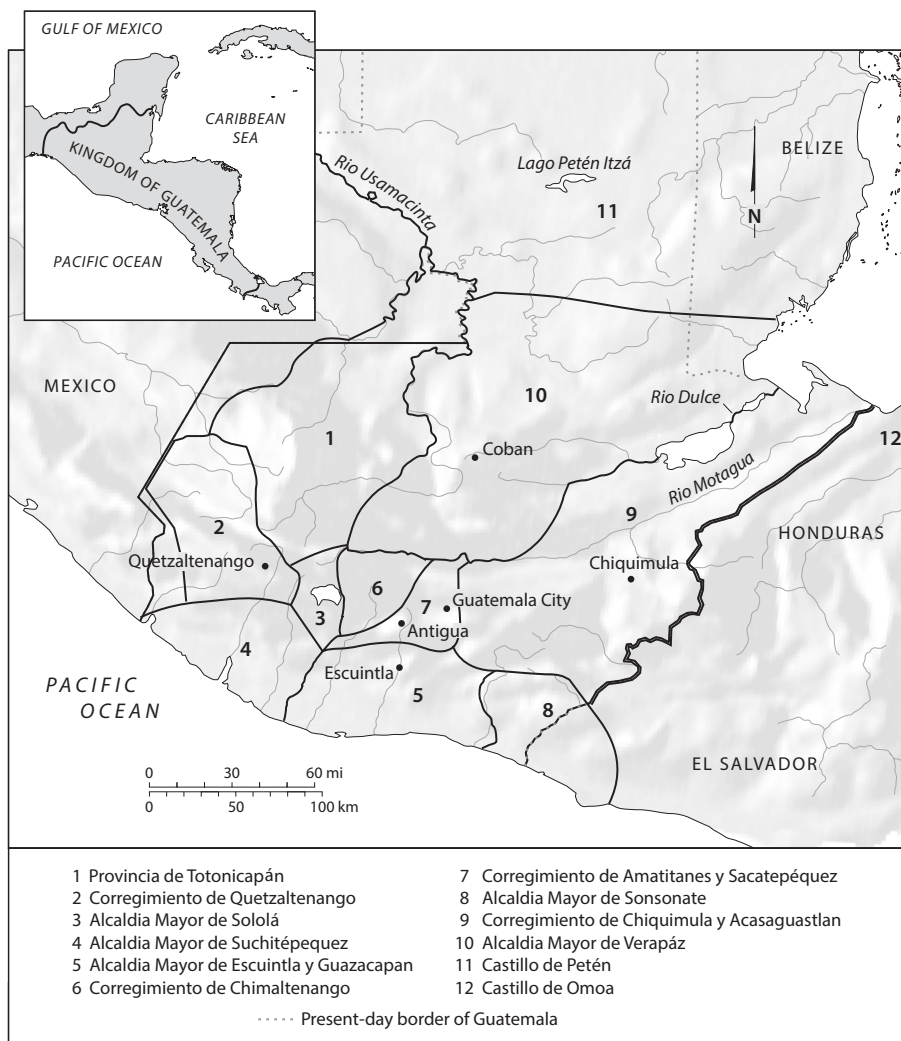 GULF OF MEXICO
CARIBBEAN
SEA
KINGDOM OF GUATEMALA
PACIFIC OCEAN
Rio Usamacinta
Lago Petén Itzá
BELIZE
11
N
MEXICO
10
Rio Dulce
1
Coban
12
Rio Motagua
2
9
HONDURAS
Quetzaltenango
Chiquimula
6
7
Guatemala City
3
Antigua
4
Escuintla
5
8
PACIFIC
OCEAN
EL SALVADOR
0 30 60 mi
0 50 100 km
1 Provincia de Totonicapán
2 Corregimiento de Quetzaltenango
3 Alcaldia Mayor de Sololá
4 Alcaldia Mayor de Suchitépequez
5 Alcaldia Mayor de Escuintla y Guazacapan
6 Corregimiento de Chimaltenango
7 Corregimiento de Amatitanes y Sacatepéquez
8 Alcaldia Mayor de Sonsonate
9 Corregimiento de Chiquimula y Acasaguastlan
10 Alcaldia Mayor de Verapáz
11 Castillo de Petén
12 Castillo de Omoa
Present-day border of Guatemala